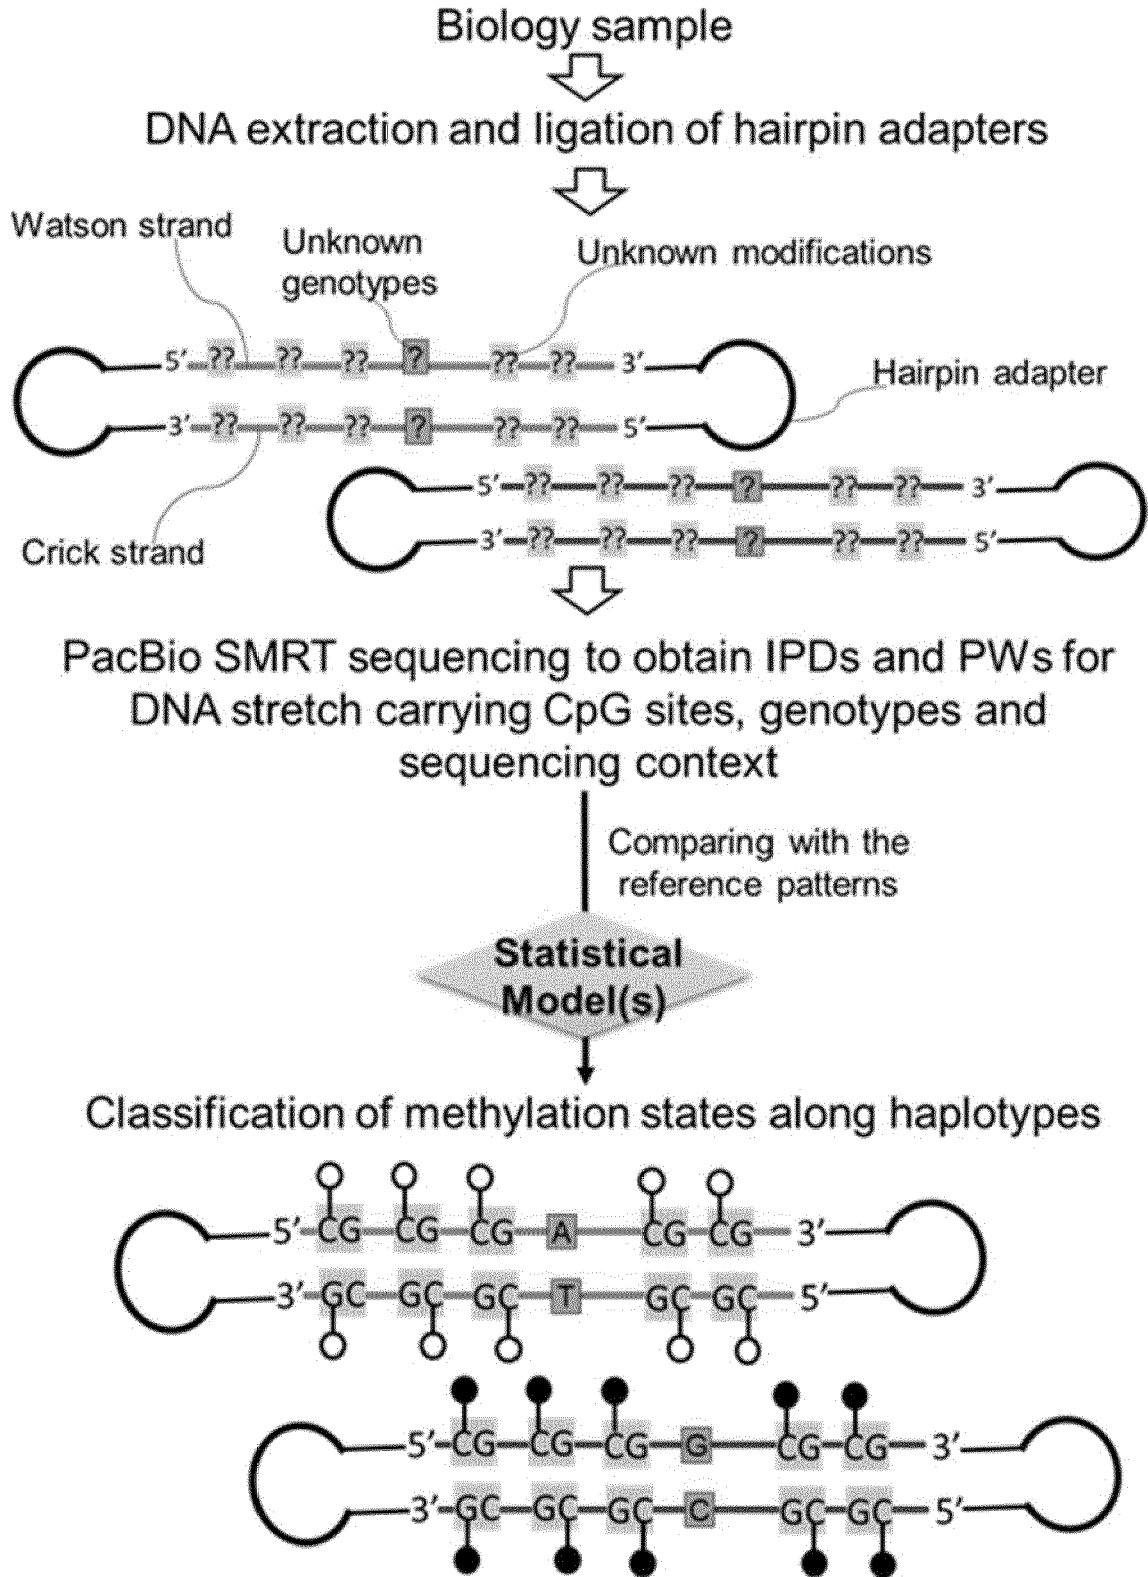 Biology sample
DNA extraction and ligation of hairpin adapters
Watson strand
Unknown
genotypes
Unknown modifications
5’ ?? ?? ?? ? ?? ?? 3’
Hairpin adapter
3’ ?? ?? ?? ? ?? ?? 5’
5’ ?? ?? ?? ? ?? ?? 3’
3’ ?? ?? ?? ? ?? ?? 5’
Crick strand
PacBio SMRT sequencing to obtain IPDs and PWs for
DNA stretch carrying CpG sites, genotypes and
sequencing context
Comparing with the
reference patterns
Statistical
Model(s)
Classification of methylation states along haplotypes
5’ CG CG CG A CG CG 3’
3’ GC GC GC T GC GC 5’
5’ CG CG CG G CG CG 3’
3’ GC GC GC C GC GC 5’